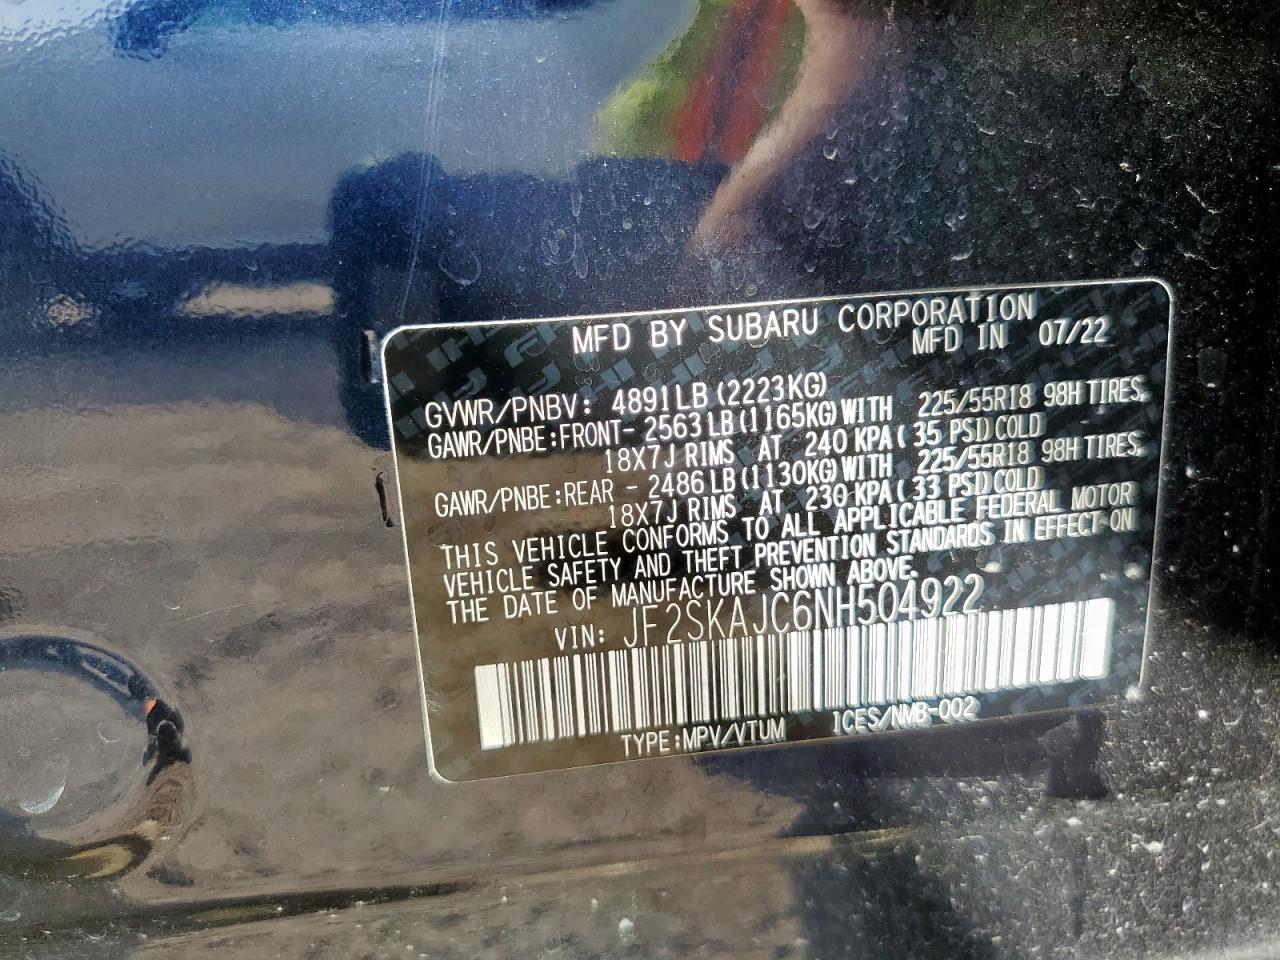 MFD BY SUBARU CORPORATION
MFD IN 07/22
GVWR/PNBV: 4891LB(2223KG)
GAWR/PNBE:FRONT- 2563LB(1165KG)WITH 225/55R18 98H TIRES,
18X7J RIMS AT 240 KPA( 35 PSI)COLD
GAWR/PNBE:REAR - 2486LB(1130KG)WITH 225/55R18 98H TIRES,
18X7J RIMS AT 230 KPA( 33 PSI)COLD
THIS VEHICLE CONFORMS TO ALL APPLICABLE FEDERAL MOTOR
VEHICLE SAFETY AND THEFT PREVENTION STANDARDS IN EFFECT ON
THE DATE OF MANUFACTURE SHOWN ABOVE.
VIN: JF2SKAJC6NH504922
TYPE:MPV/VTUM ICES/NMB-002